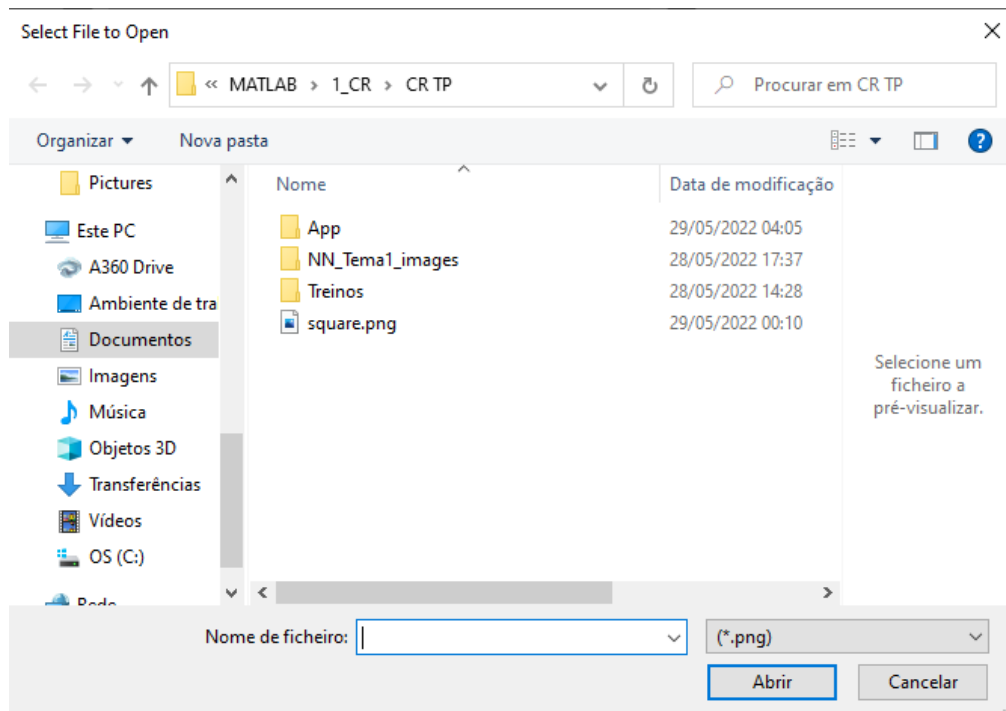 Select File to Open
« MATLAB > 1_CR > CR TP
Procurar em CR TP
Organizar
Nova pasta
?
Pictures
Este PC
A360 Drive
Ambiente de tra
Documentos
Imagens
Música
Objetos 3D
Transferências
Vídeos
OS (C:)
Rede
Nome Data de modificação
App 29/05/2022 04:05
NN_Tema1_images 28/05/2022 17:37
Treinos 28/05/2022 14:28
square.png 29/05/2022 00:10
Selecione um
ficheiro a
pré-visualizar.
Nome de ficheiro:
(*.png)
Abrir
Cancelar